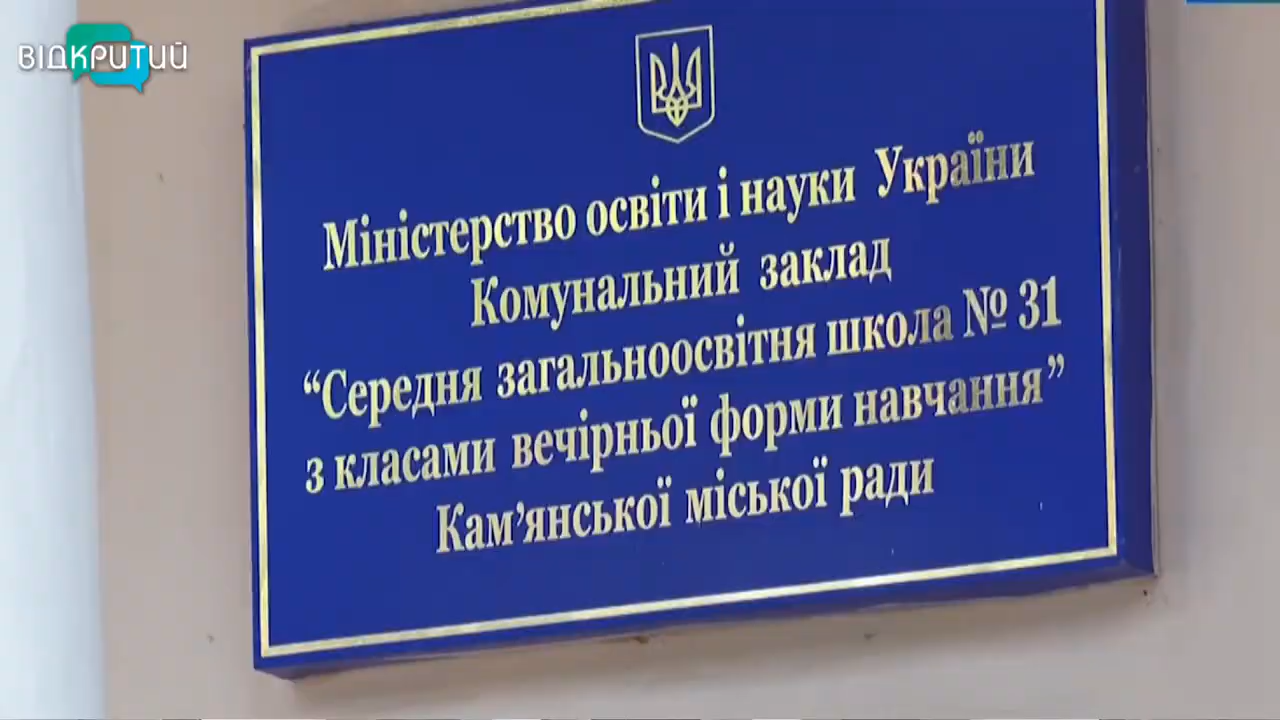 ВІДКРИТИЙ
Міністерство освіти і науки України
Комунальний заклад
“Середня загальноосвітня школа № 31
з класами вечірньої форми навчання”
Кам’янської міської ради